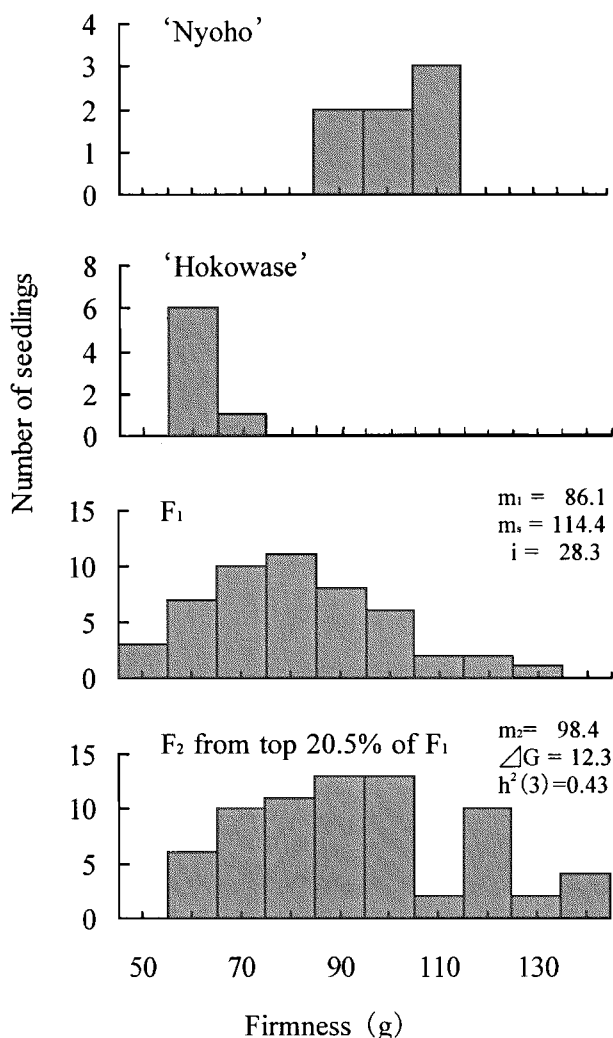 ‘Nyoho’
4
3
2
1
0
‘Hokowase’
8
6
4
2
0
Number of seedlings
F₁
m₁ = 86.1
mₛ = 114.4
i = 28.3
15
10
5
0
F₂ from top 20.5% of F₁
m₂= 98.4
⊿G = 12.3
h²(3)=0.43
15
10
5
0
50 70 90 110 130
Firmness (g)